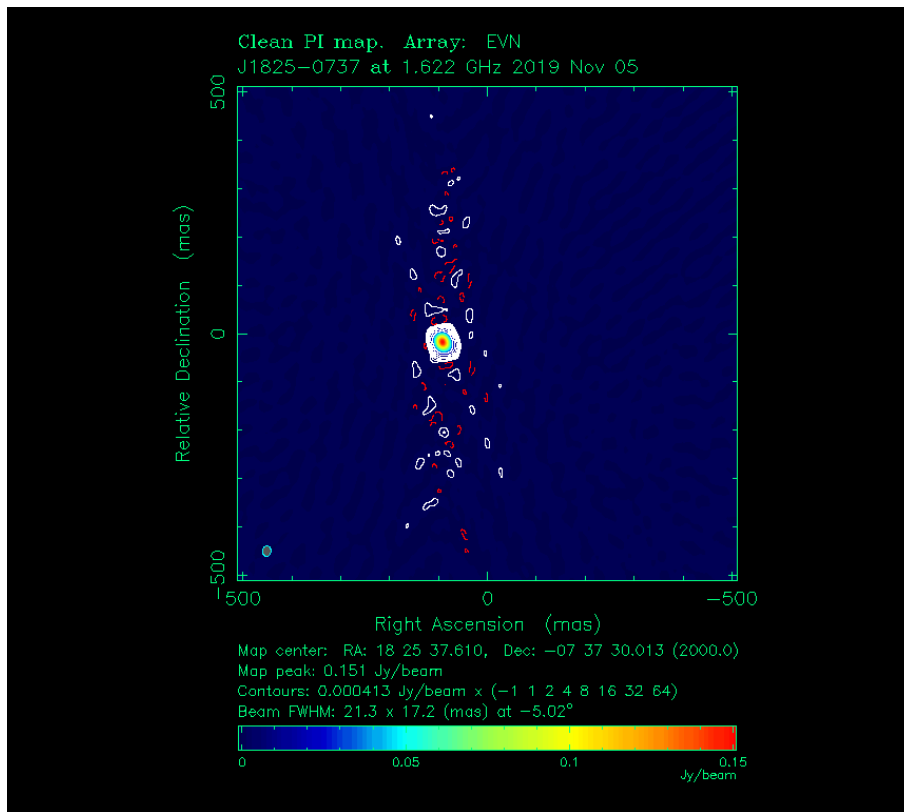 Clean PI map. Array: EVN
J1825-0737 at 1.622 GHz 2019 Nov 05
500
0
-500
Relative Declination (mas)
500
0
-500
Right Ascension (mas)
Map center: RA: 18 25 37.610, Dec: -07 37 30.013 (2000.0)
Map peak: 0.151 Jy/beam
Contours: 0.000413 Jy/beam x (-1 1 2 4 8 16 32 64)
Beam FWHM: 21.3 x 17.2 (mas) at -5.02°
0 0.05 0.1 0.15
Jy/beam